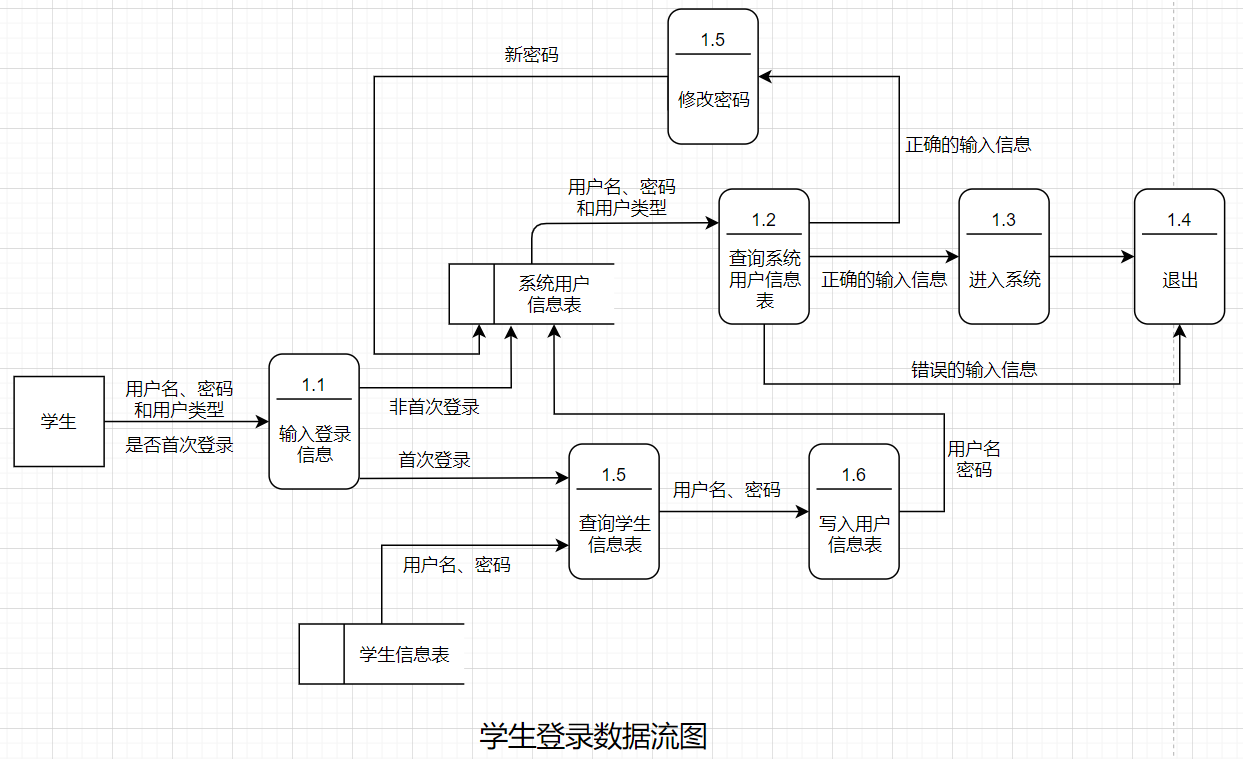 1.5
新密码
修改密码
正确的输入信息
用户名、密码
和用户类型
1.2
查询系统
用户信息
表
1.3
进入系统
1.4
退出
正确的输入信息
系统用户
信息表
错误的输入信息
学生
用户名、密码
和用户类型
是否首次登录
1.1
输入登录
信息
非首次登录
首次登录
1.5
查询学生
信息表
用户名、密码
1.6
写入用户
信息表
用户名
密码
用户名、密码
学生信息表
学生登录数据流图